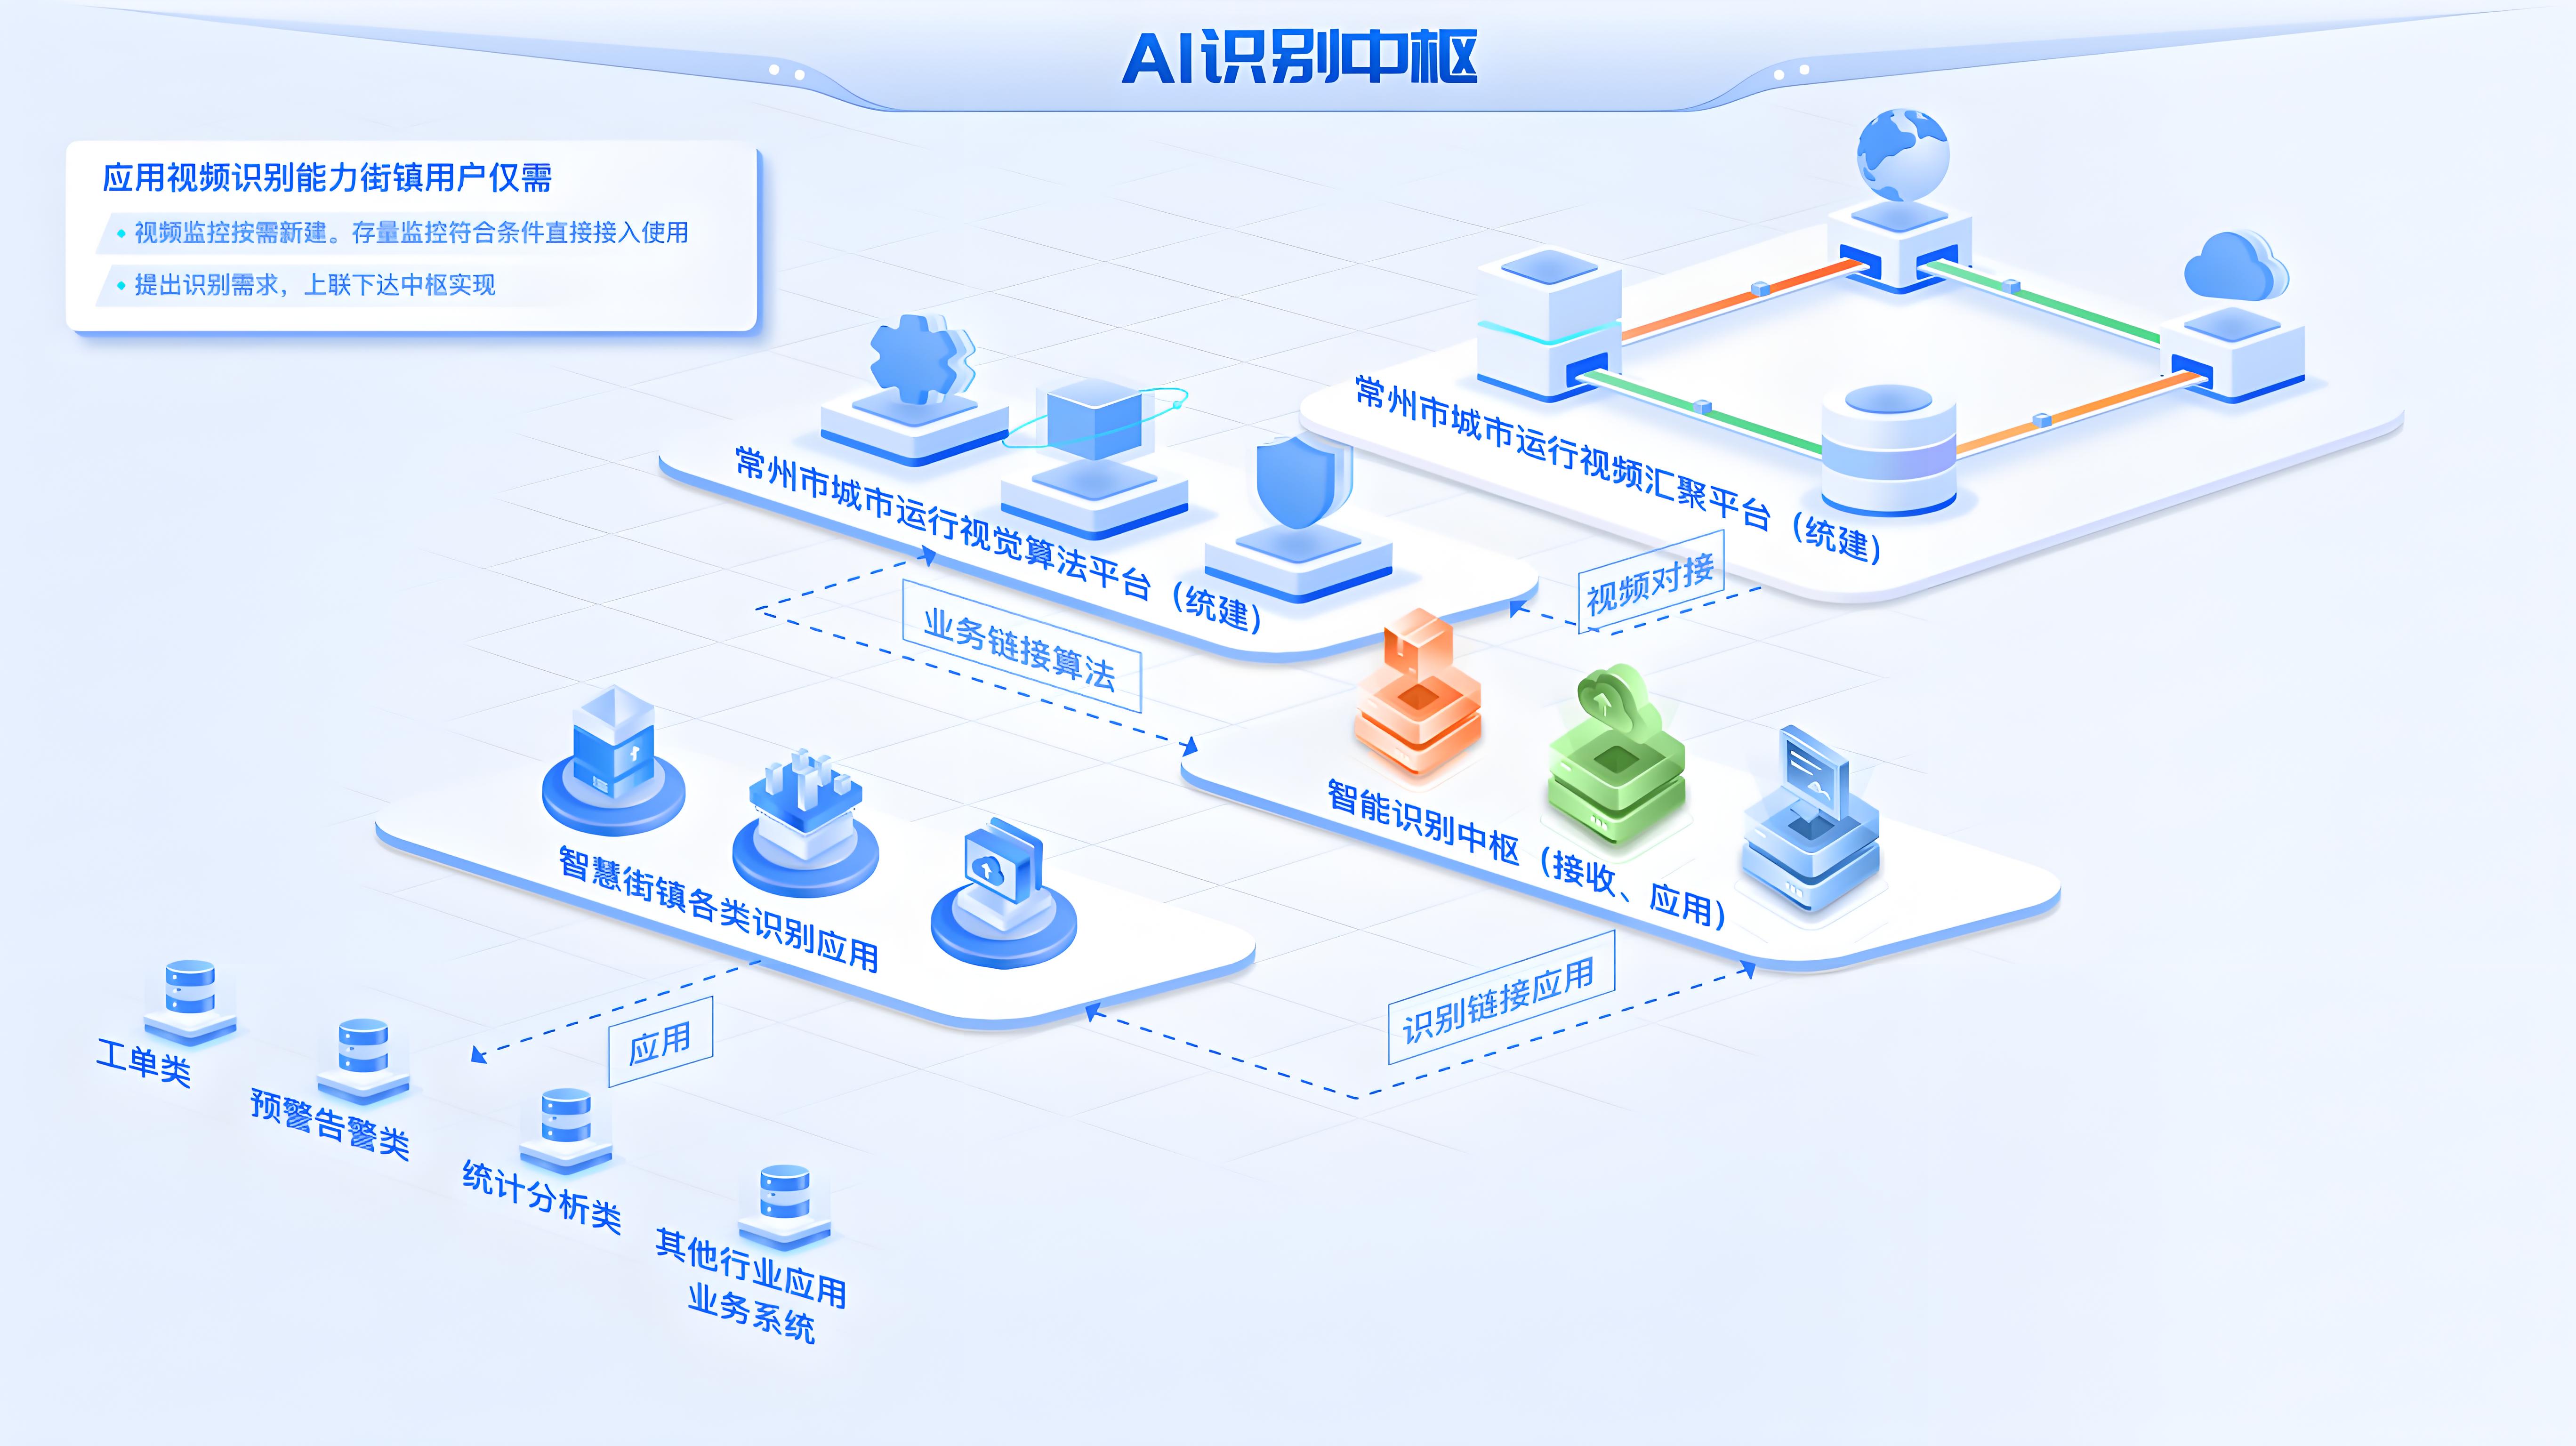 AI识别中枢
应用视频识别能力街镇用户仅需
视频监控按需新建。存量监控符合条件直接接入使用
提出识别需求，上联下达中枢实现
常州市城市运行视频汇聚平台（统建）
常州市城市运行视觉算法平台（统建）
视频对接
业务链接算法
智能识别中枢（接收、应用）
智慧街镇各类识别应用
识别链接应用
应用
工单类
预警告警类
统计分析类
其他行业应用
业务系统